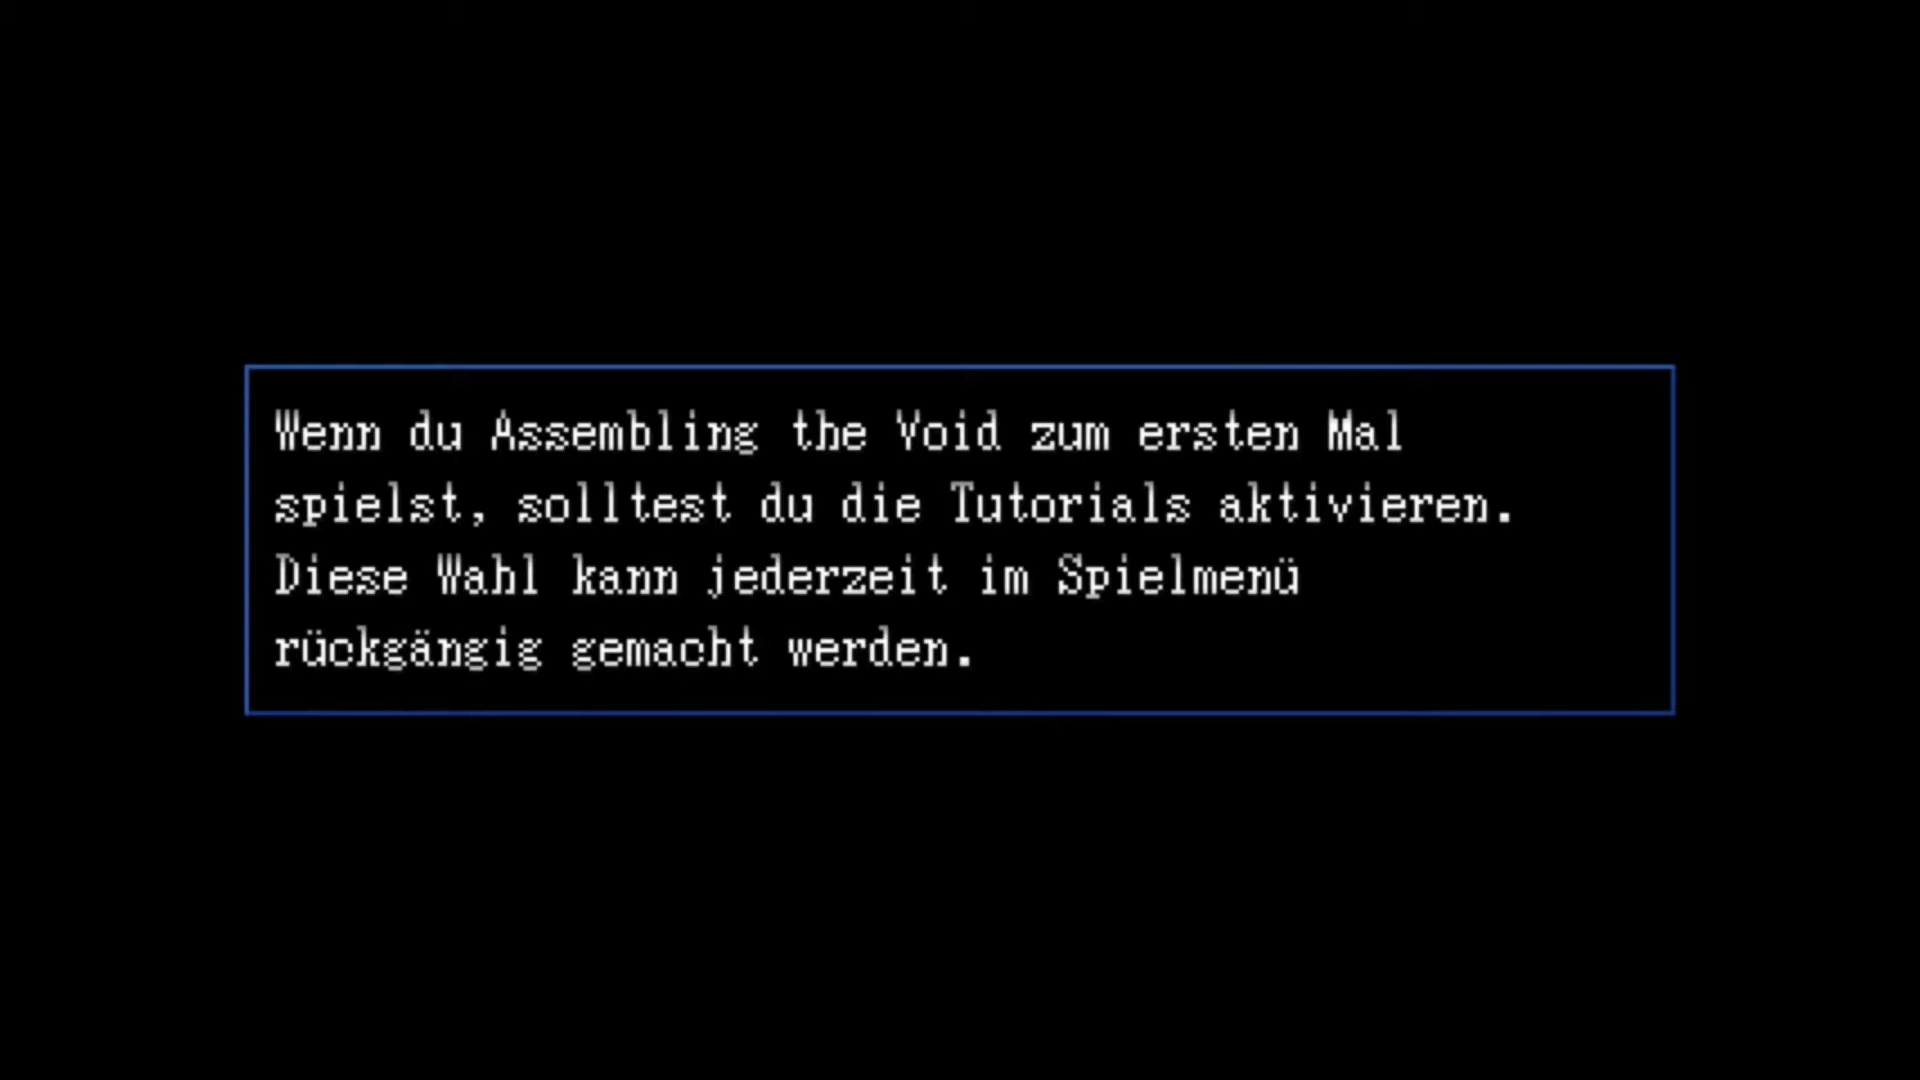 Wenn du Assembling the Void zum ersten Mal
spielst, solltest du die Tutorials aktivieren.
Diese Wahl kann jederzeit im Spielmenü
rückgängig gemacht werden.